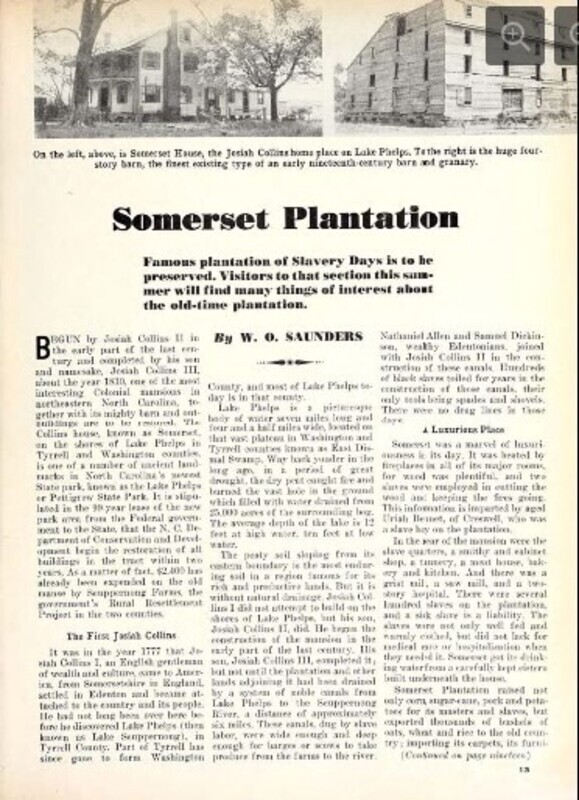 On the left, above, is Somerset House, the Josiah Collins home place on Lake Phelps. To the right is the huge four-
story barn, the finest existing type of an early nineteenth-century barn and granary.
Somerset Plantation
Famous plantation of Slavery Days is to be
preserved. Visitors to that section this sum-
mer will find many things of interest about
the old-time plantation.
By W. O. SAUNDERS
BEGUN by Josiah Collins II in
the early part of the last cen-
tury and completed by his son
and namesake, Josiah Collins III,
about the year 1830, one of the most
interesting Colonial mansions in
northeastern North Carolina, to-
gether with its mighty barn and out-
buildings are to be restored. The
Collins house, known as Somerset,
on the shores of Lake Phelps in
Tyrrell and Washington counties,
is one of a number of ancient land-
marks in North Carolina's newest
State park, known as the Lake Phelps
or Pettigrew State Park. It is stipu-
lated in the 99 year lease of the new
park area from the Federal govern-
ment to the State, that the N. C. De-
partment of Conservation and Devel-
opment begin the restoration of all
buildings in the tract within two
years. As a matter of fact, $2,000 has
already been expended on the old
manse by Scuppernong Farms, the
government's Rural Resettlement
Project in the two counties.
The First Josiah Collins
It was in the year 1777 that Jo-
siah Collins I, an English gentleman
of wealth and culture, came to Amer-
ica, from Somersetshire in England,
settled in Edenton and became at-
tached to the country and its people.
He had not long been over here be-
fore he discovered Lake Phelps (then
known as Lake Scuppernong), in
Tyrrell County. Part of Tyrrell has
since gone to form Washington
County, and most of Lake Phelps to-
day is in that county.
Lake Phelps is a picturesque
body of water seven miles long and
four and a half miles wide, located on
that vast plateau in Washington and
Tyrrell counties known as East Dis-
mal Swamp. Way back yonder in the
long ago, in a period of great
drought, the dry peat caught fire and
burned the vast hole in the ground
which filled with water drained from
25,000 acres of the surrounding bog.
The average depth of the lake is 12
feet at high water, ten feet at low
water.
The peaty soil sloping from its
eastern boundary is the most endur-
ing soil in a region famous for its
rich and productive lands. But it is
without natural drainage. Josiah Col-
lins I did not attempt to build on the
shores of Lake Phelps, but his son,
Josiah Collins II, did. He began the
construction of the mansion in the
early part of the last century. His
son, Josiah Collins III, completed it;
but not until the plantation and other
lands adjoining it had been drained
by a system of noble canals from
Lake Phelps to the Scuppernong
River, a distance of approximately
six miles. These canals, dug by slave
labor, were wide enough and deep
enough for barges or scows to take
produce from the farms to the river.
Nathaniel Allen and Samuel Dickin-
son, wealthy Edentonians, joined
with Josiah Collins II in the con-
struction of these canals. Hundreds
of black slaves toiled for years in the
construction of these canals, their
only tools being spades and shovels.
There were no drag lines in those
days.
A Luxurious Place
Somerset was a marvel of luxuri-
ousness in its day. It was heated by
fireplaces in all of its major rooms,
for wood was plentiful, and two
slaves were employed in cutting the
wood and keeping the fires going.
This information is imparted by aged
Uriah Bennet, of Creswell, who was
a slave boy on the plantation.
In the rear of the mansion were the
slave quarters, a smithy and cabinet
shop, a tannery, a meat house, bak-
ery and kitchen. And there was a
grist mill, a saw mill, and a two-
story hospital. There were several
hundred slaves on the plantation,
and a sick slave is a liability. The
slaves were not only well fed and
warmly clothed, but did not lack for
medical care or hospitalization when
they needed it. Somerset got its drink-
ing water from a carefully kept cistern
built underneath the house.
Somerset Plantation raised not
only corn, sugar-cane, pork and pota-
toes for its masters and slaves, but
exported thousands of bushels of
oats, wheat and rice to the old coun-
try; importing its carpets, its furni-
(Continued on page nineteen)
13